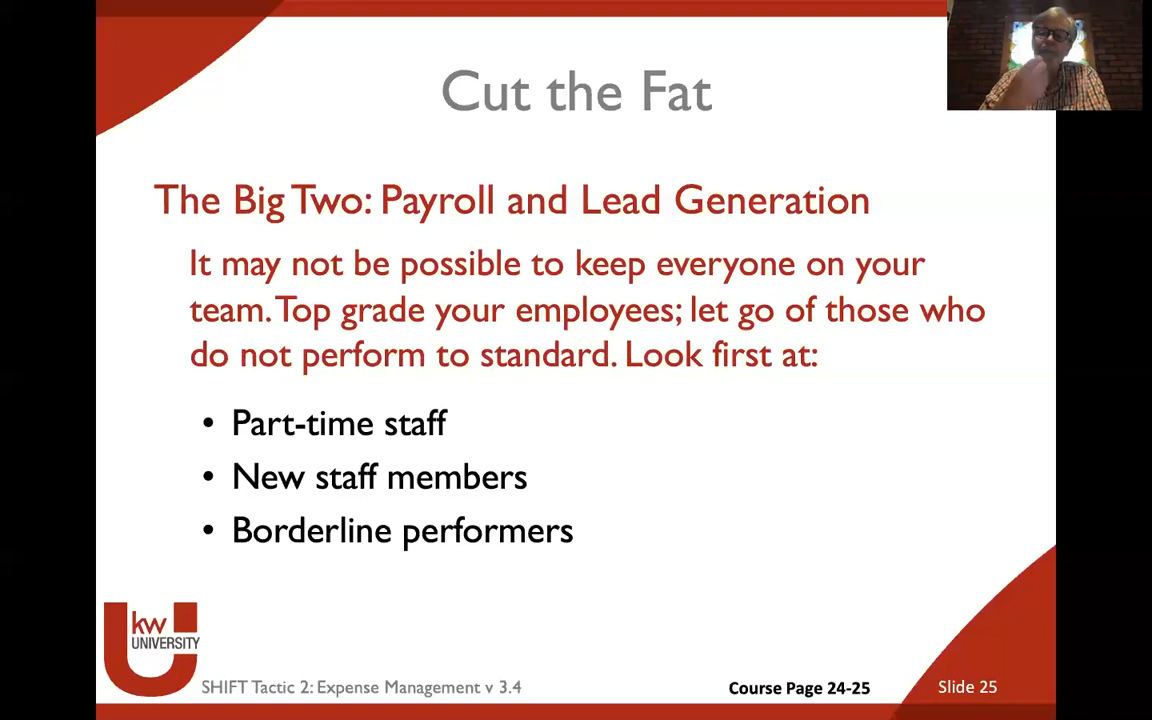 Cut the Fat
The Big Two: Payroll and Lead Generation
It may not be possible to keep everyone on your
team. Top grade your employees; let go of those who
do not perform to standard. Look first at:
• Part-time staff
• New staff members
• Borderline performers
kw
UNIVERSITY
SHIFT Tactic 2: Expense Management v 3.4
Course Page 24-25
Slide 25